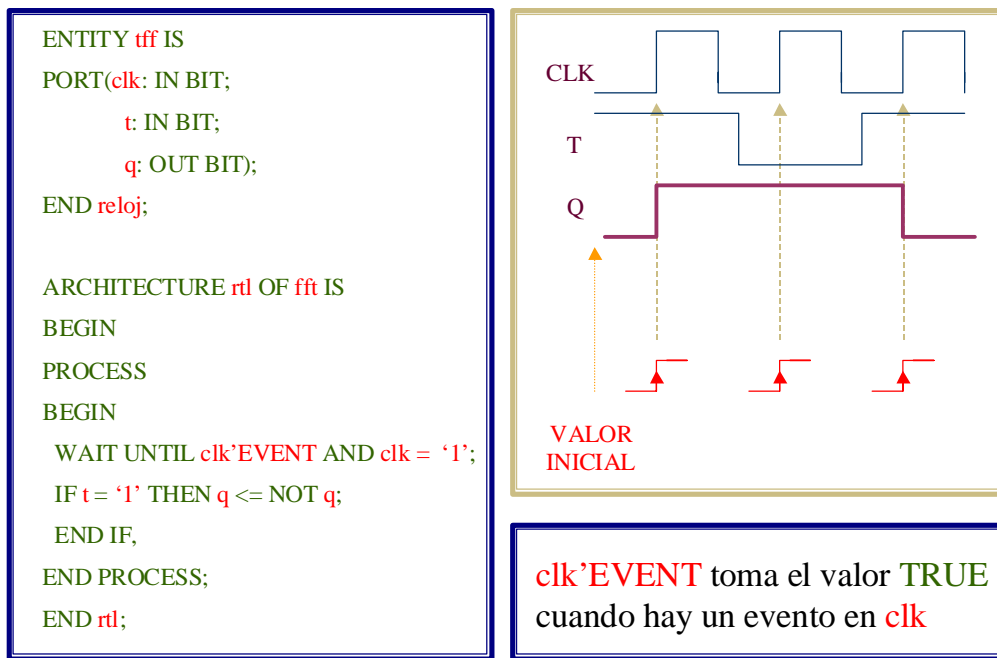 ENTITY tff IS
PORT(clk: IN BIT;
t: IN BIT;
q: OUT BIT);
END reloj;
ARCHITECTURE rtl OF fft IS
BEGIN
PROCESS
BEGIN
WAIT UNTIL clk’EVENT AND clk = ‘1’;
IF t = ‘1’ THEN q <= NOT q;
END IF,
END PROCESS;
END rtl;
CLK
T
Q
VALOR
INICIAL
clk’EVENT toma el valor TRUE
cuando hay un evento en clk